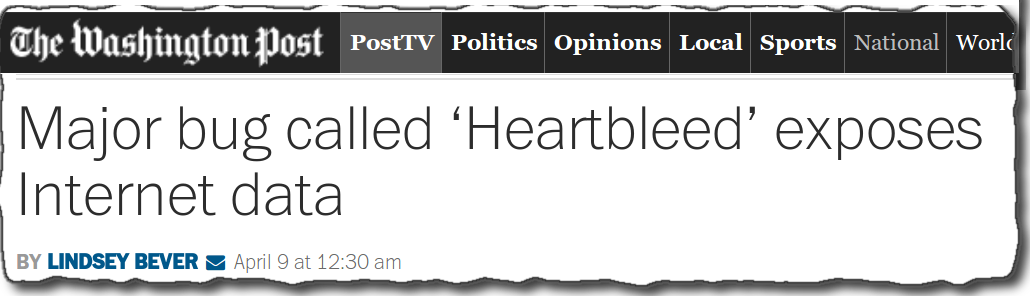 The Washington Post PostTV Politics Opinions Local Sports National World
Major bug called ‘Heartbleed’ exposes
Internet data
BY LINDSEY BEVER April 9 at 12:30 am